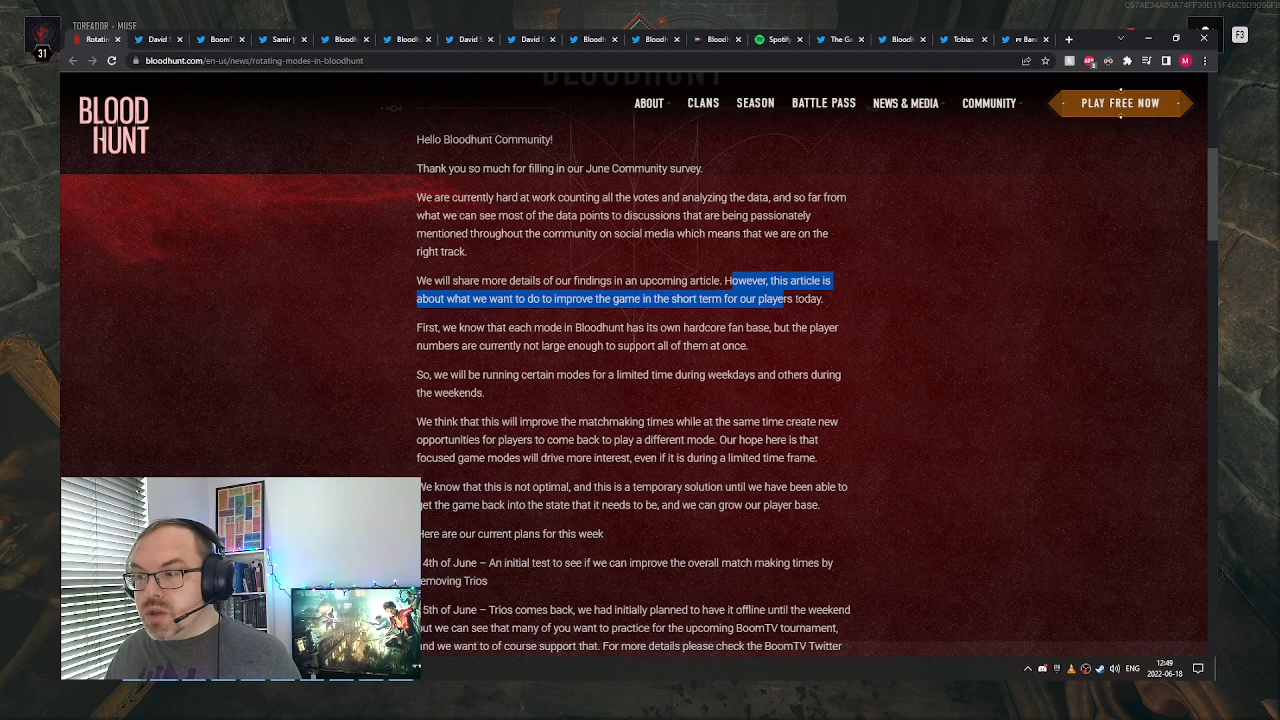 TOREADOR - MUSE
C57AE34A09A74FF39D11F46C9D9055F8
31
F3
Rotatin
David S
BoomT
Samir |
Bloodh
Bloodh
David S
David S
Bloodh
Bloodh
Bloodh
Spotify
The Ga
Bloodh
Tobias
PT Ban
bloodhunt.com/en-us/news/rotating-modes-in-bloodhunt
M
BLOODHUNT
BLOOD
HUNT
ABOUT
CLANS
SEASON
BATTLE PASS
NEWS & MEDIA
COMMUNITY
PLAY FREE NOW
Hello Bloodhunt Community!
Thank you so much for filling in our June Community survey.
We are currently hard at work counting all the votes and analyzing the data, and so far from
what we can see most of the data points to discussions that are being passionately
mentioned throughout the community on social media which means that we are on the
right track.
We will share more details of our findings in an upcoming article. However, this article is
about what we want to do to improve the game in the short term for our players today.
First, we know that each mode in Bloodhunt has its own hardcore fan base, but the player
numbers are currently not large enough to support all of them at once.
So, we will be running certain modes for a limited time during weekdays and others during
the weekends.
We think that this will improve the matchmaking times while at the same time create new
opportunities for players to come back to play a different mode. Our hope here is that
focused game modes will drive more interest, even if it is during a limited time frame.
We know that this is not optimal, and this is a temporary solution until we have been able to
get the game back into the state that it needs to be, and we can grow our player base.
Here are our current plans for this week
4th of June – An initial test to see if we can improve the overall match making times by
removing Trios
5th of June – Trios comes back, we had initially planned to have it offline until the weekend
but we can see that many of you want to practice for the upcoming BoomTV tournament,
and we want to of course support that. For more details please check the BoomTV Twitter
ENG
12:49
2022-06-18